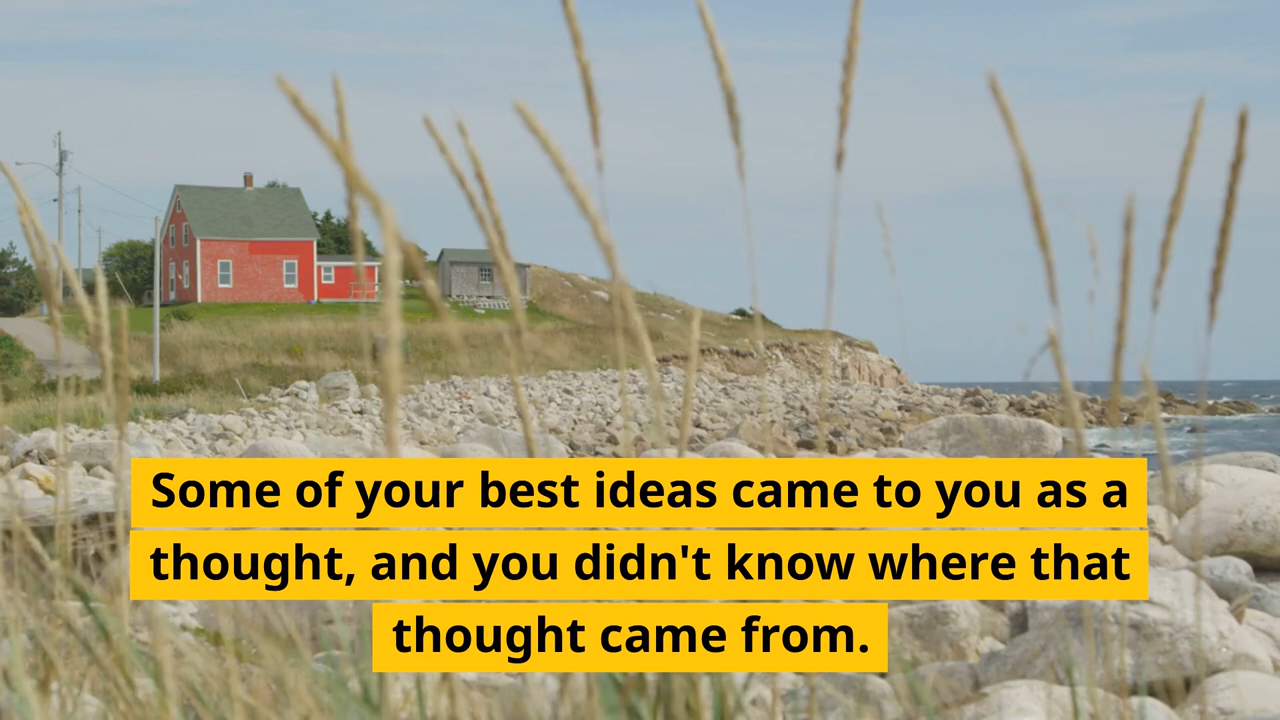 Some of your best ideas came to you as a
thought, and you didn't know where that
thought came from.